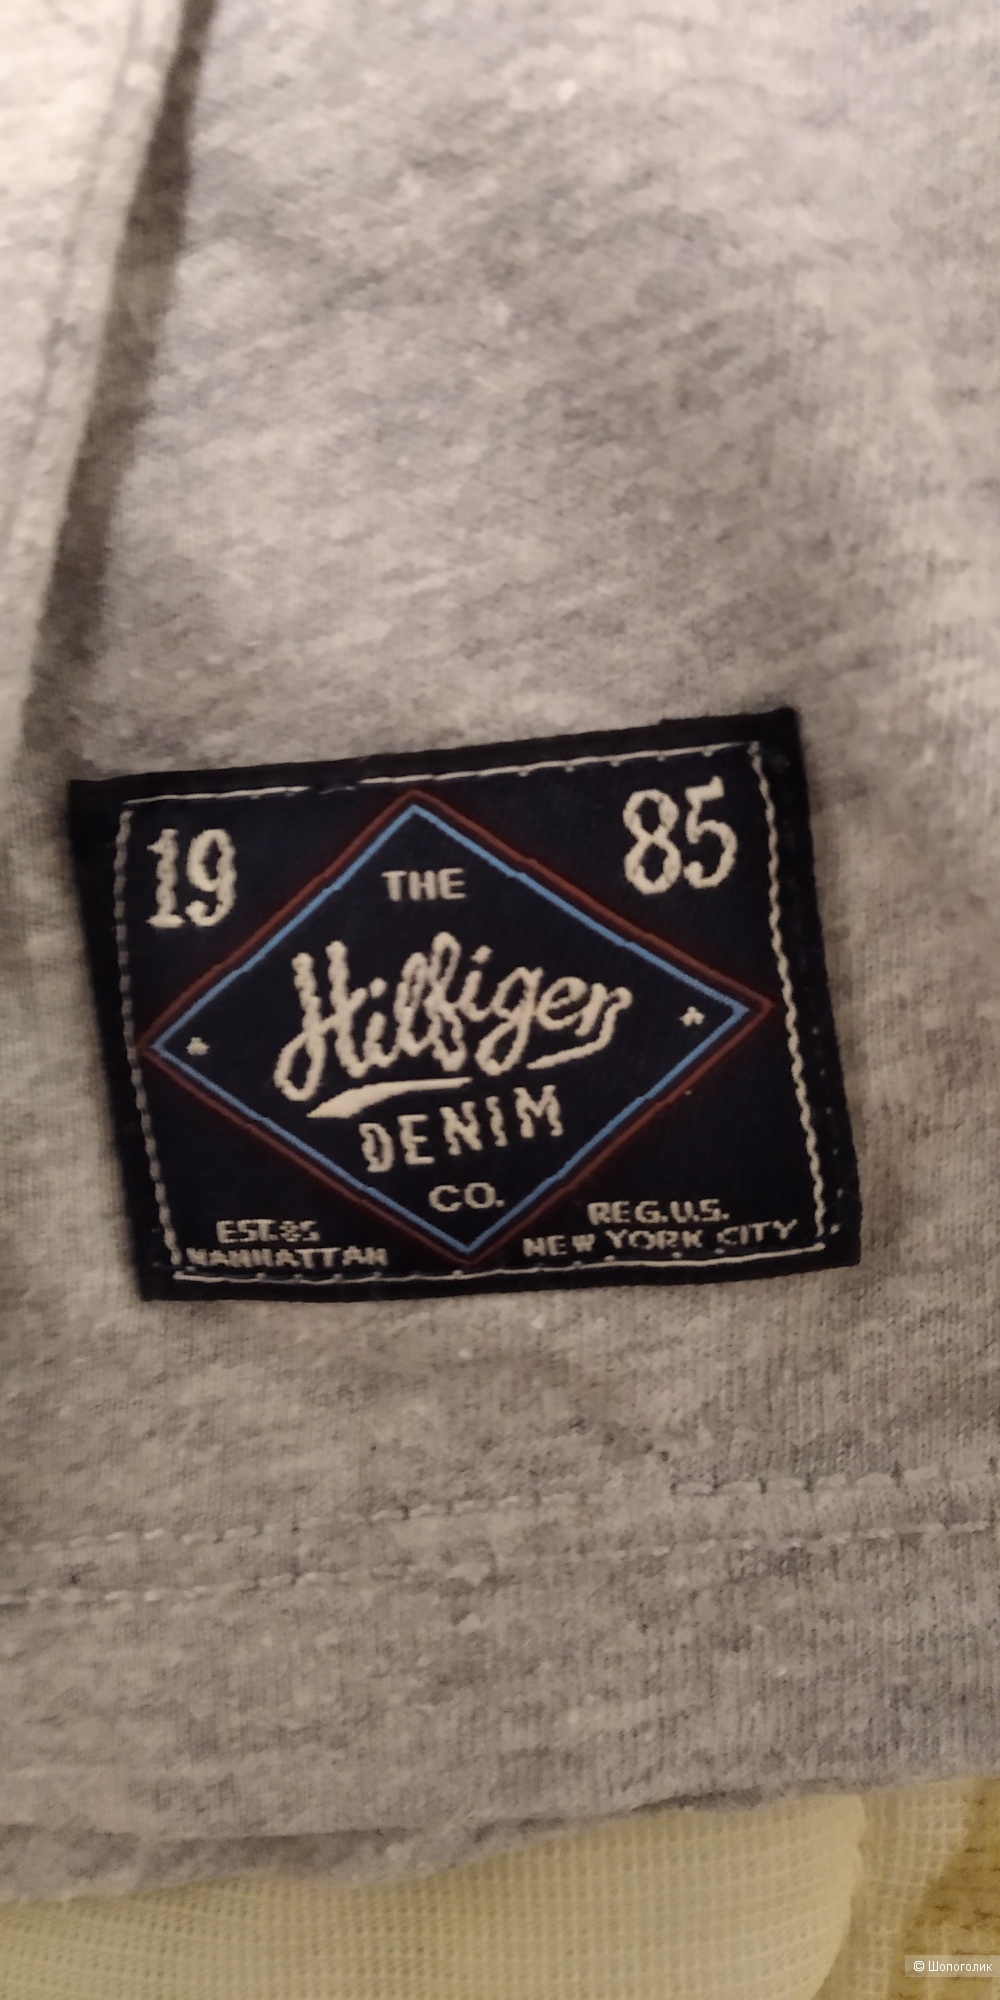 19 85
THE
Hilfiger
DENIM
CO.
EST.85
MANHATTAN
REG.U.S.
NEW YORK CITY
© Шопоголик